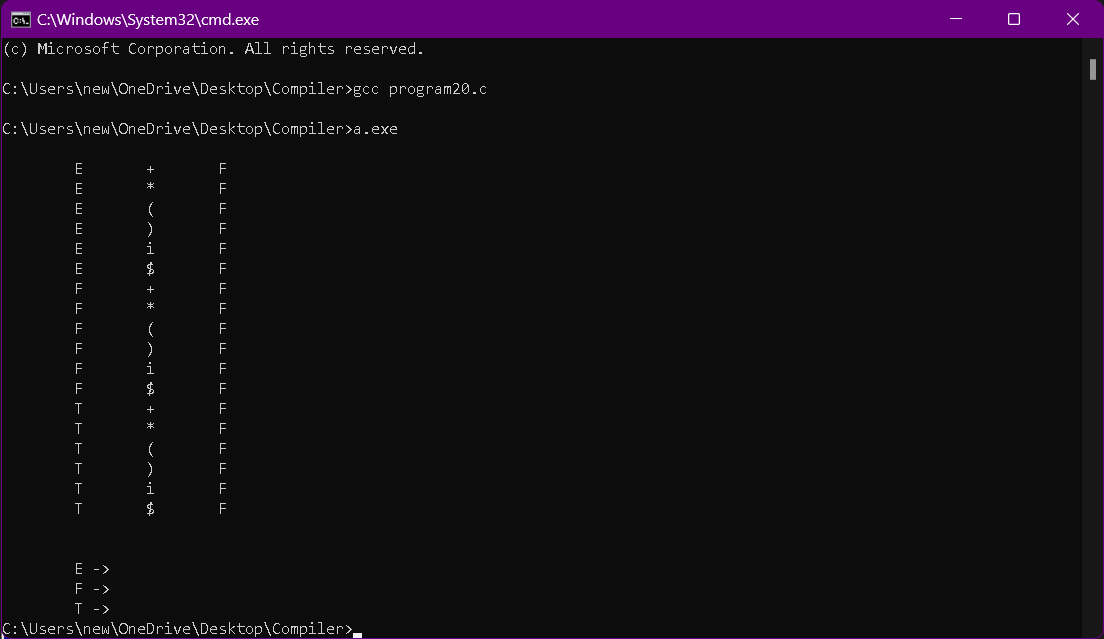 C:\Windows\System32\cmd.exe
(c) Microsoft Corporation. All rights reserved.
C:\Users\new\OneDrive\Desktop\Compiler>gcc program20.c
C:\Users\new\OneDrive\Desktop\Compiler>a.exe
E + F
E * F
E ( F
E ) F
E i F
E $ F
F + F
F * F
F ( F
F ) F
F i F
F $ F
T + F
T * F
T ( F
T ) F
T i F
T $ F
E ->
F ->
T ->
C:\Users\new\OneDrive\Desktop\Compiler>